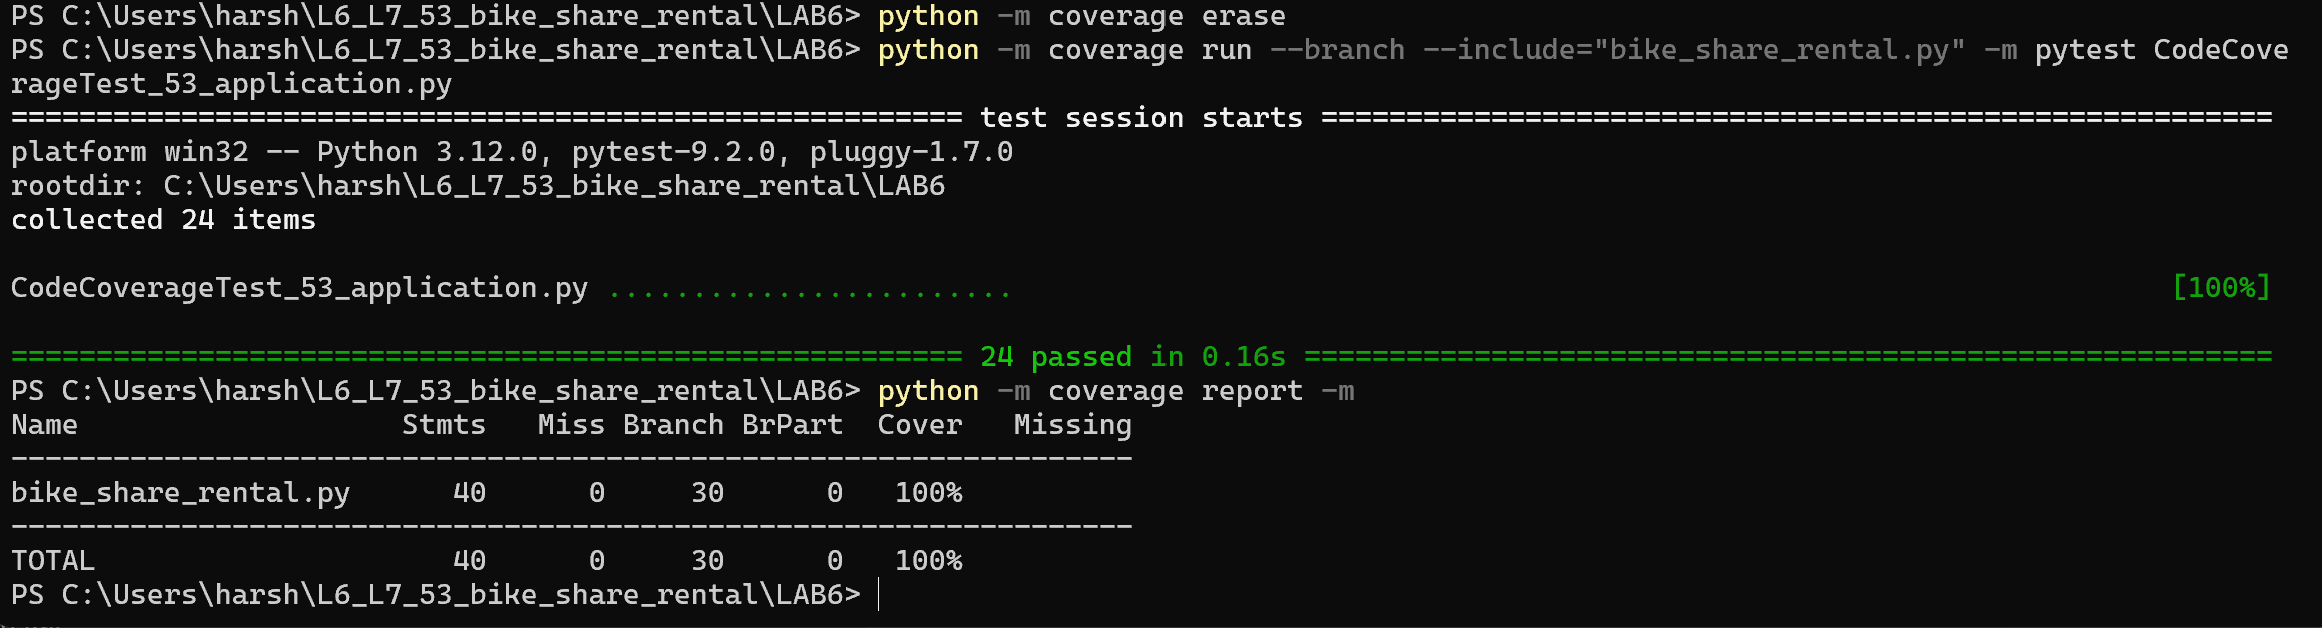 PS C:\Users\harsh\L6_L7_53_bike_share_rental\LAB6> python -m coverage erase
PS C:\Users\harsh\L6_L7_53_bike_share_rental\LAB6> python -m coverage run --branch --include="bike_share_rental.py" -m pytest CodeCove
rageTest_53_application.py
======================================================== test session starts ========================================================
platform win32 -- Python 3.12.0, pytest-9.2.0, pluggy-1.7.0
rootdir: C:\Users\harsh\L6_L7_53_bike_share_rental\LAB6
collected 24 items
CodeCoverageTest_53_application.py ........................ [100%]
======================================================== 24 passed in 0.16s =========================================================
PS C:\Users\harsh\L6_L7_53_bike_share_rental\LAB6> python -m coverage report -m
Name                   Stmts   Miss Branch BrPart  Cover   Missing
------------------------------------------------------------------
bike_share_rental.py      40      0     30      0   100%
------------------------------------------------------------------
TOTAL                     40      0     30      0   100%
PS C:\Users\harsh\L6_L7_53_bike_share_rental\LAB6>